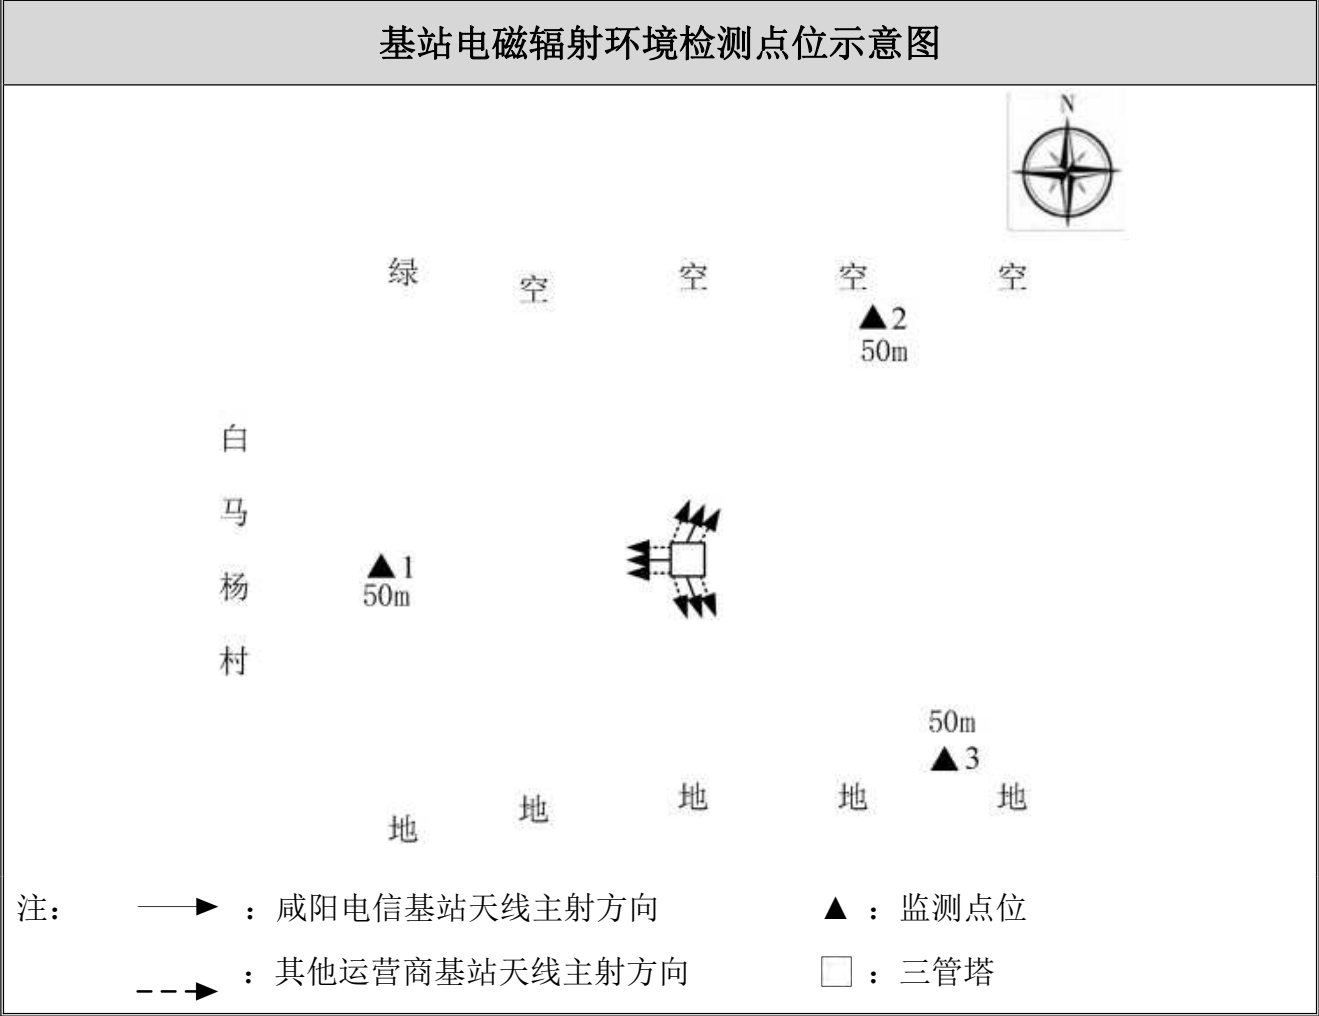 基站电磁辐射环境检测点位示意图
N
绿 空 空 空 空
▲2
50m
白
马
杨
村
▲1
50m
50m
▲3
地 地 地 地 地
注： ：咸阳电信基站天线主射方向 ▲：监测点位
：其他运营商基站天线主射方向 □：三管塔